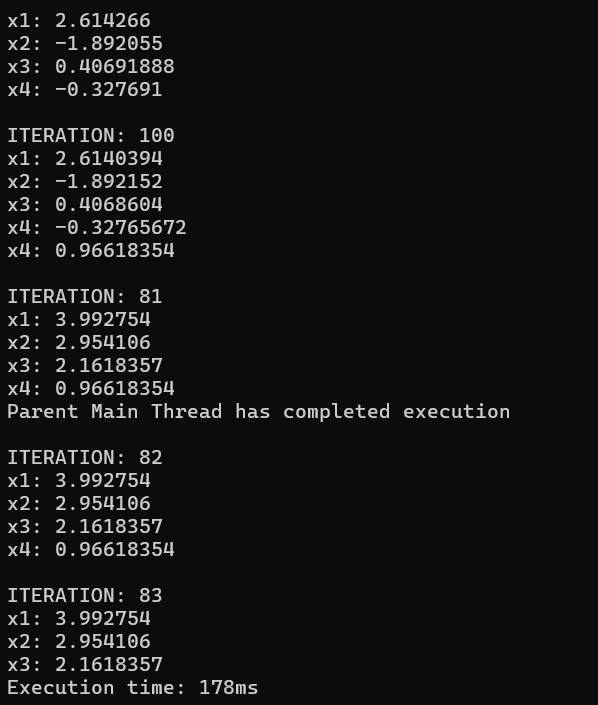 x1: 2.614266
x2: -1.892055
x3: 0.40691888
x4: -0.327691
ITERATION: 100
x1: 2.6140394
x2: -1.892152
x3: 0.4068604
x4: -0.32765672
x4: 0.96618354
ITERATION: 81
x1: 3.992754
x2: 2.954106
x3: 2.1618357
x4: 0.96618354
Parent Main Thread has completed execution
ITERATION: 82
x1: 3.992754
x2: 2.954106
x3: 2.1618357
x4: 0.96618354
ITERATION: 83
x1: 3.992754
x2: 2.954106
x3: 2.1618357
Execution time: 178ms